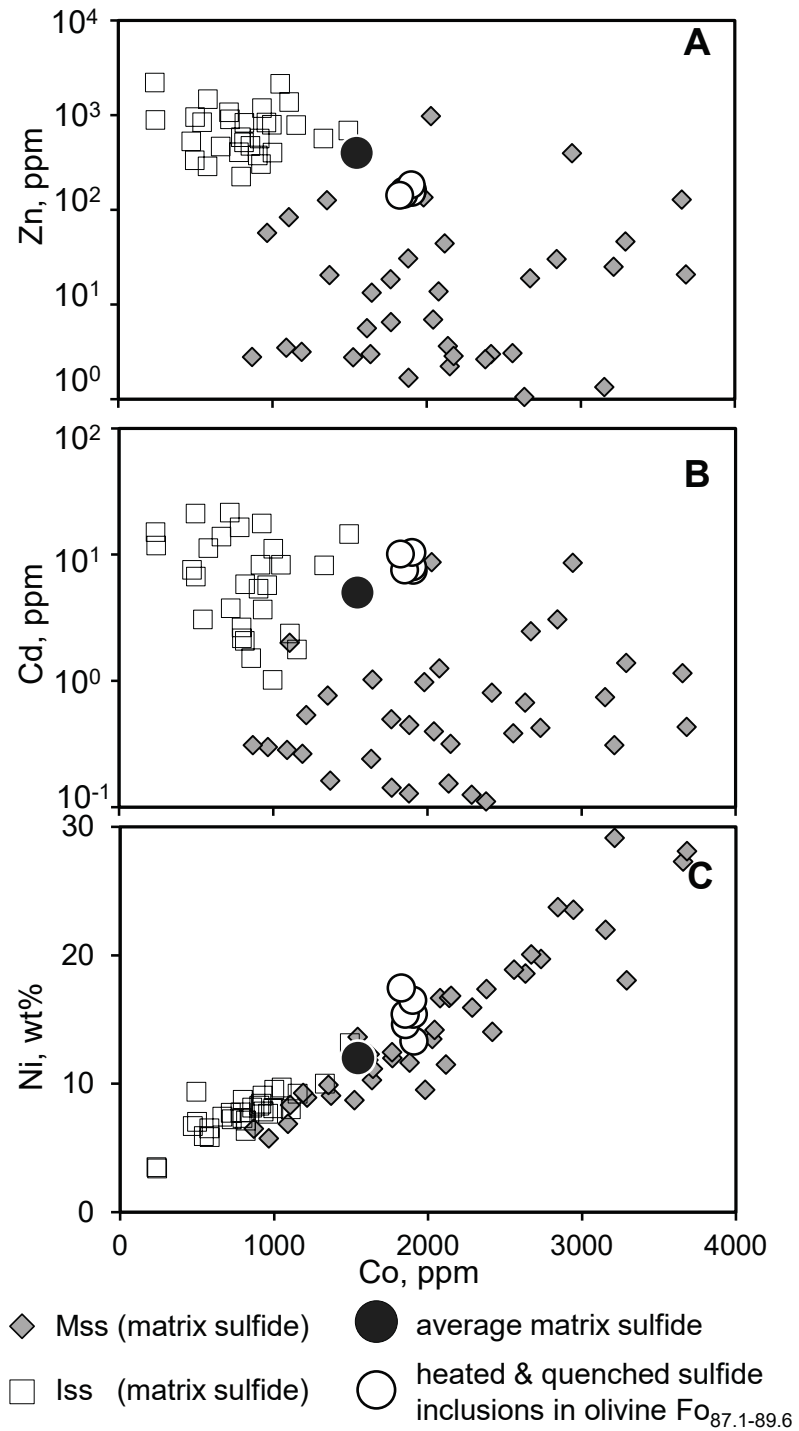 10⁴
A
10³
Zn, ppm
10²
10¹
10⁰
10²
B
10¹
Cd, ppm
10⁰
10⁻¹
30
C
20
Ni, wt%
10
0
0 1000 2000 3000 4000
Co, ppm
Mss (matrix sulfide) average matrix sulfide
Iss (matrix sulfide) heated & quenched sulfide
inclusions in olivine Fo87.1-89.6